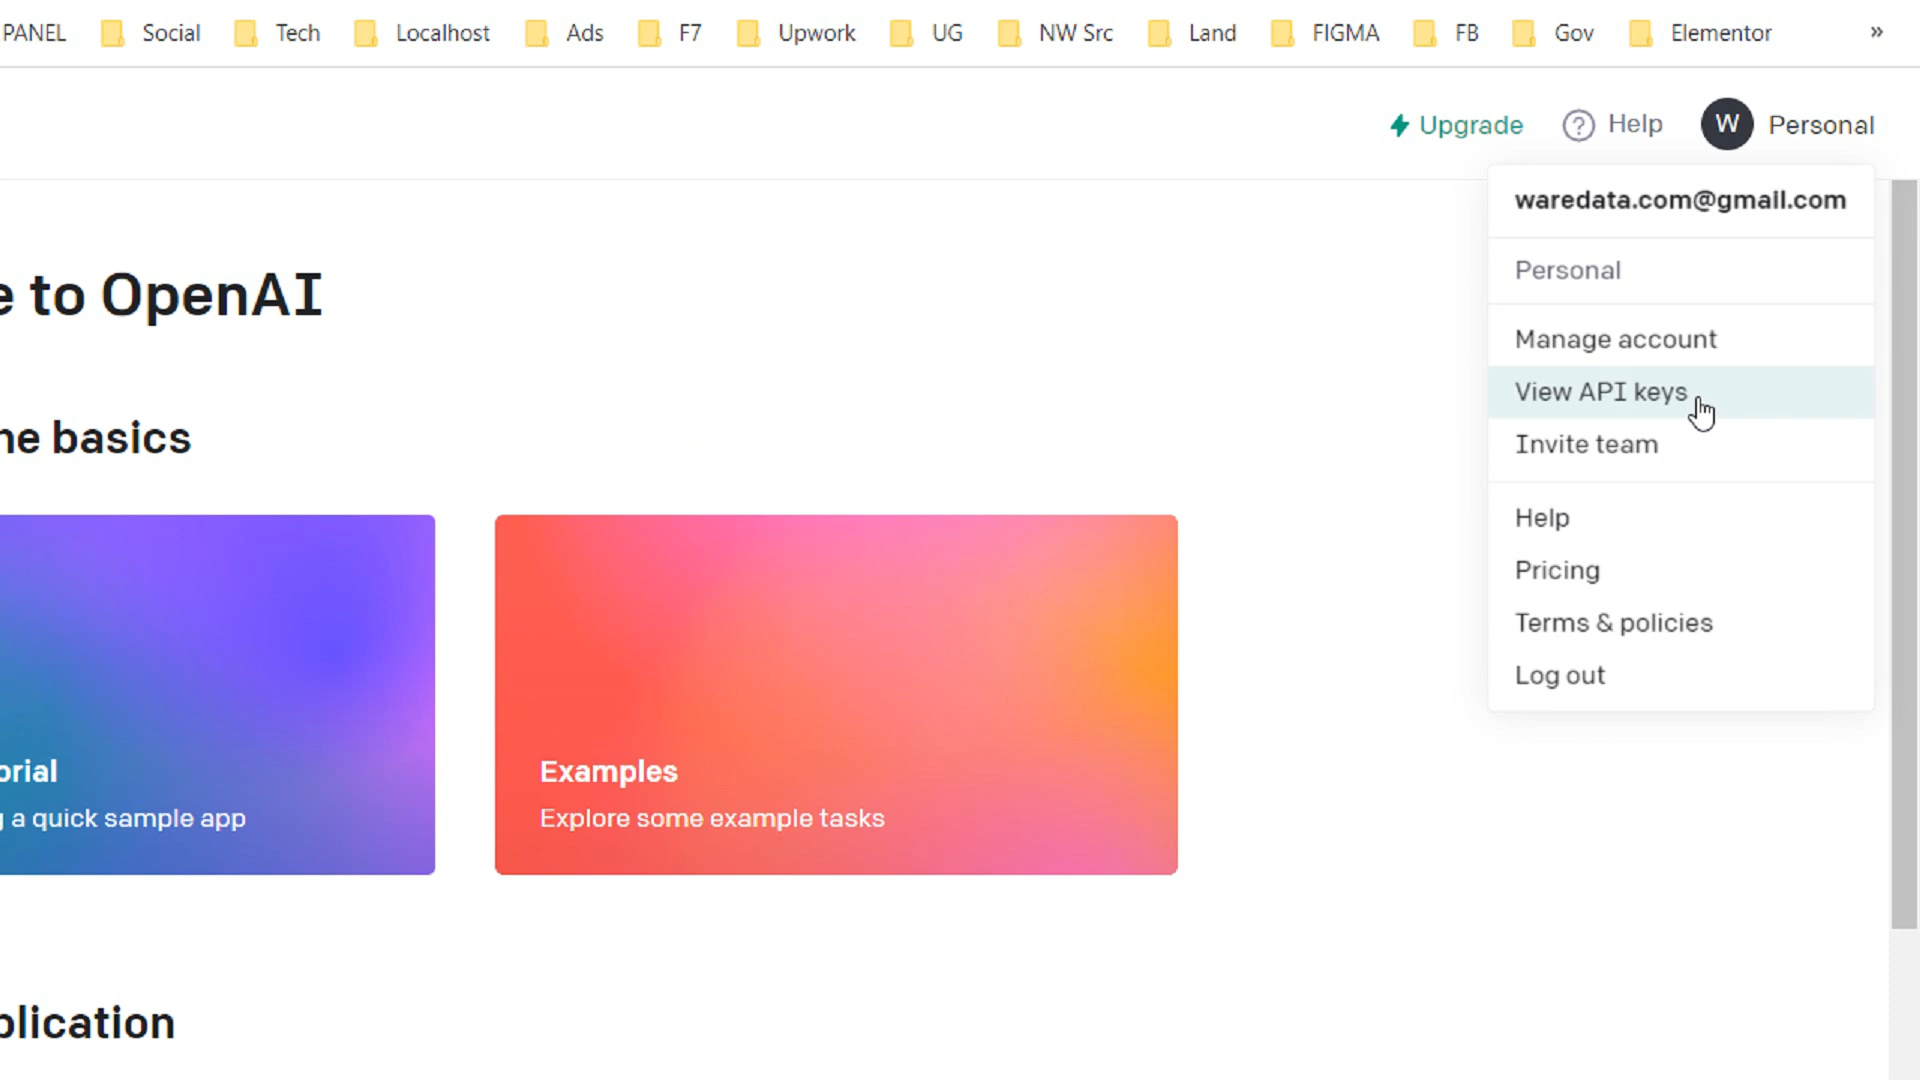 PANEL Social Tech Localhost Ads F7 Upwork UG NW Src Land FIGMA FB Gov Elementor »
Upgrade ? Help W Personal
waredata.com@gmail.com
Personal
Manage account
View API keys
Invite team
Help
Pricing
Terms & policies
Log out
e to OpenAI
ne basics
orial
g a quick sample app
Examples
Explore some example tasks
plication